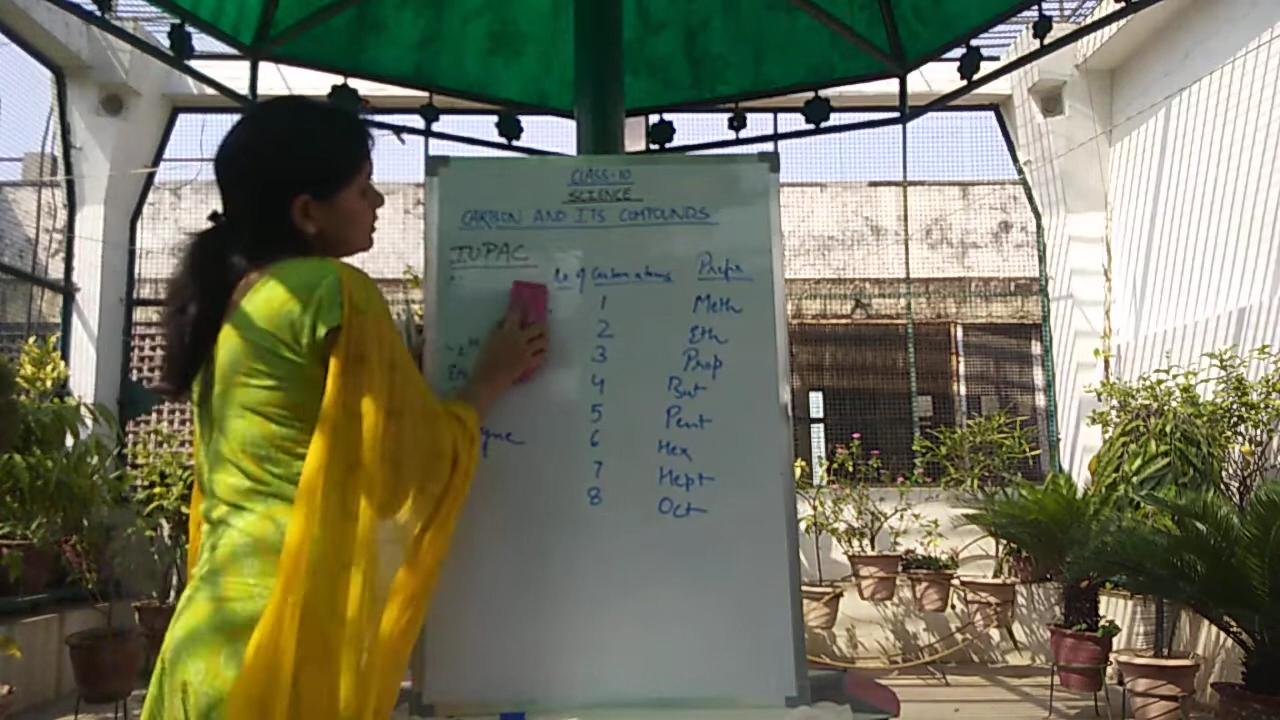 CLASS-10
SCIENCE
CARBON AND ITS COMPOUNDS
IUPAC
No of Carbon atoms Prefix
1 Meth
2 Eth
3 Prop
4 But
5 Pent
6 Hex
yne
7 Hept
8 Oct